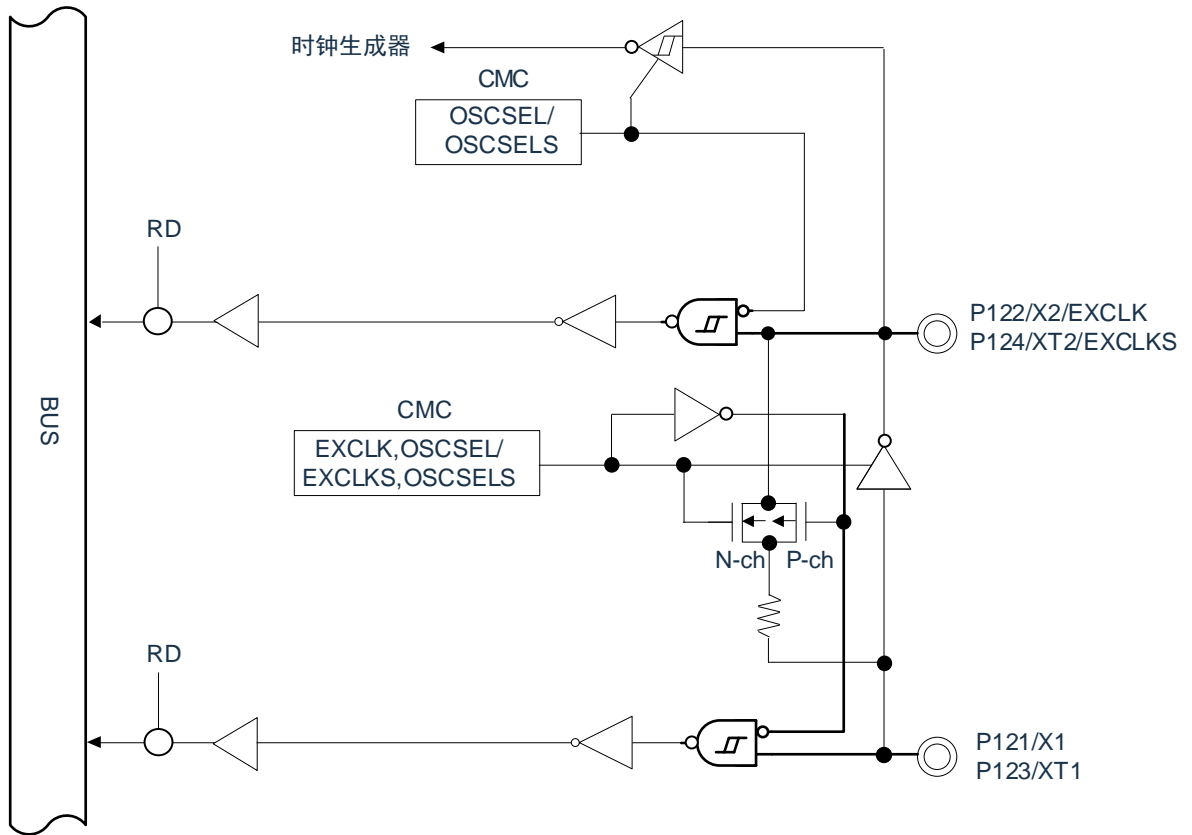 时钟生成器
CMC
OSCSEL/
OSCSELS
RD
P122/X2/EXCLK
P124/XT2/EXCLKS
BUS
CMC
EXCLK,OSCSEL/
EXCLKS,OSCSELS
N-ch
P-ch
RD
P121/X1
P123/XT1